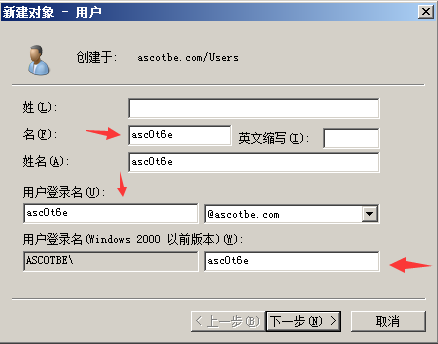 新建对象 - 用户
创建于: ascotbe.com/Users
姓(L):
名(F): asc0t6e 英文缩写(I):
姓名(A): asc0t6e
用户登录名(U):
asc0t6e @ascotbe.com
用户登录名(Windows 2000 以前版本)(W):
ASCOTBE\ asc0t6e
< 上一步(B) 下一步(N) > 取消